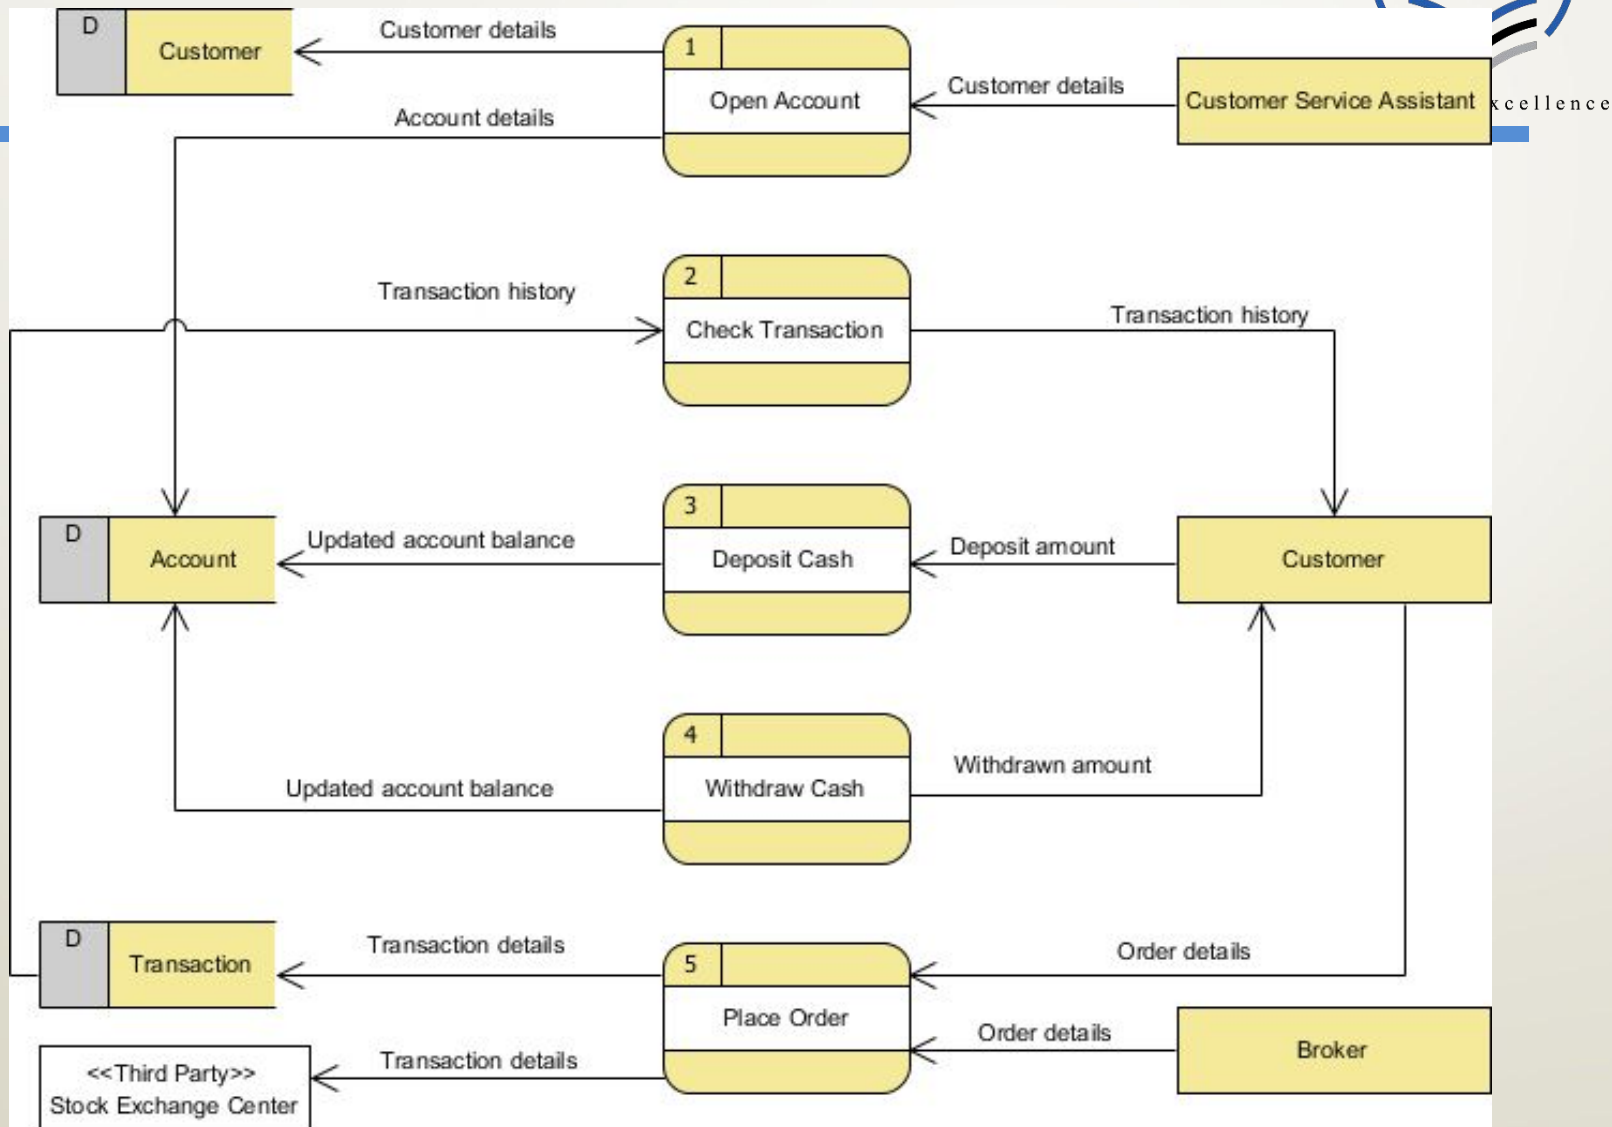 D
Customer
Customer details
1
Open Account
Customer details
Customer Service Assistant
xcellence
Account details
Transaction history
2
Check Transaction
Transaction history
D
Account
Updated account balance
3
Deposit Cash
Deposit amount
Customer
Updated account balance
4
Withdraw Cash
Withdrawn amount
D
Transaction
Transaction details
5
Place Order
Order details
Order details
Broker
<<Third Party>>
Stock Exchange Center
Transaction details